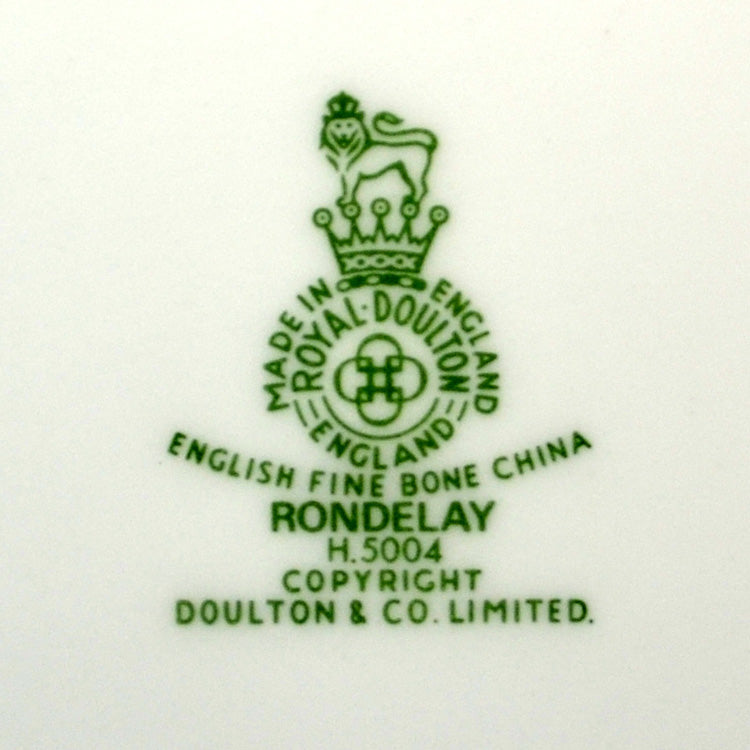 MADE IN ENGLAND
ROYAL·DOULTON
ENGLAND
ENGLISH FINE BONE CHINA
RONDELAY
H.5004
COPYRIGHT
DOULTON & CO. LIMITED.